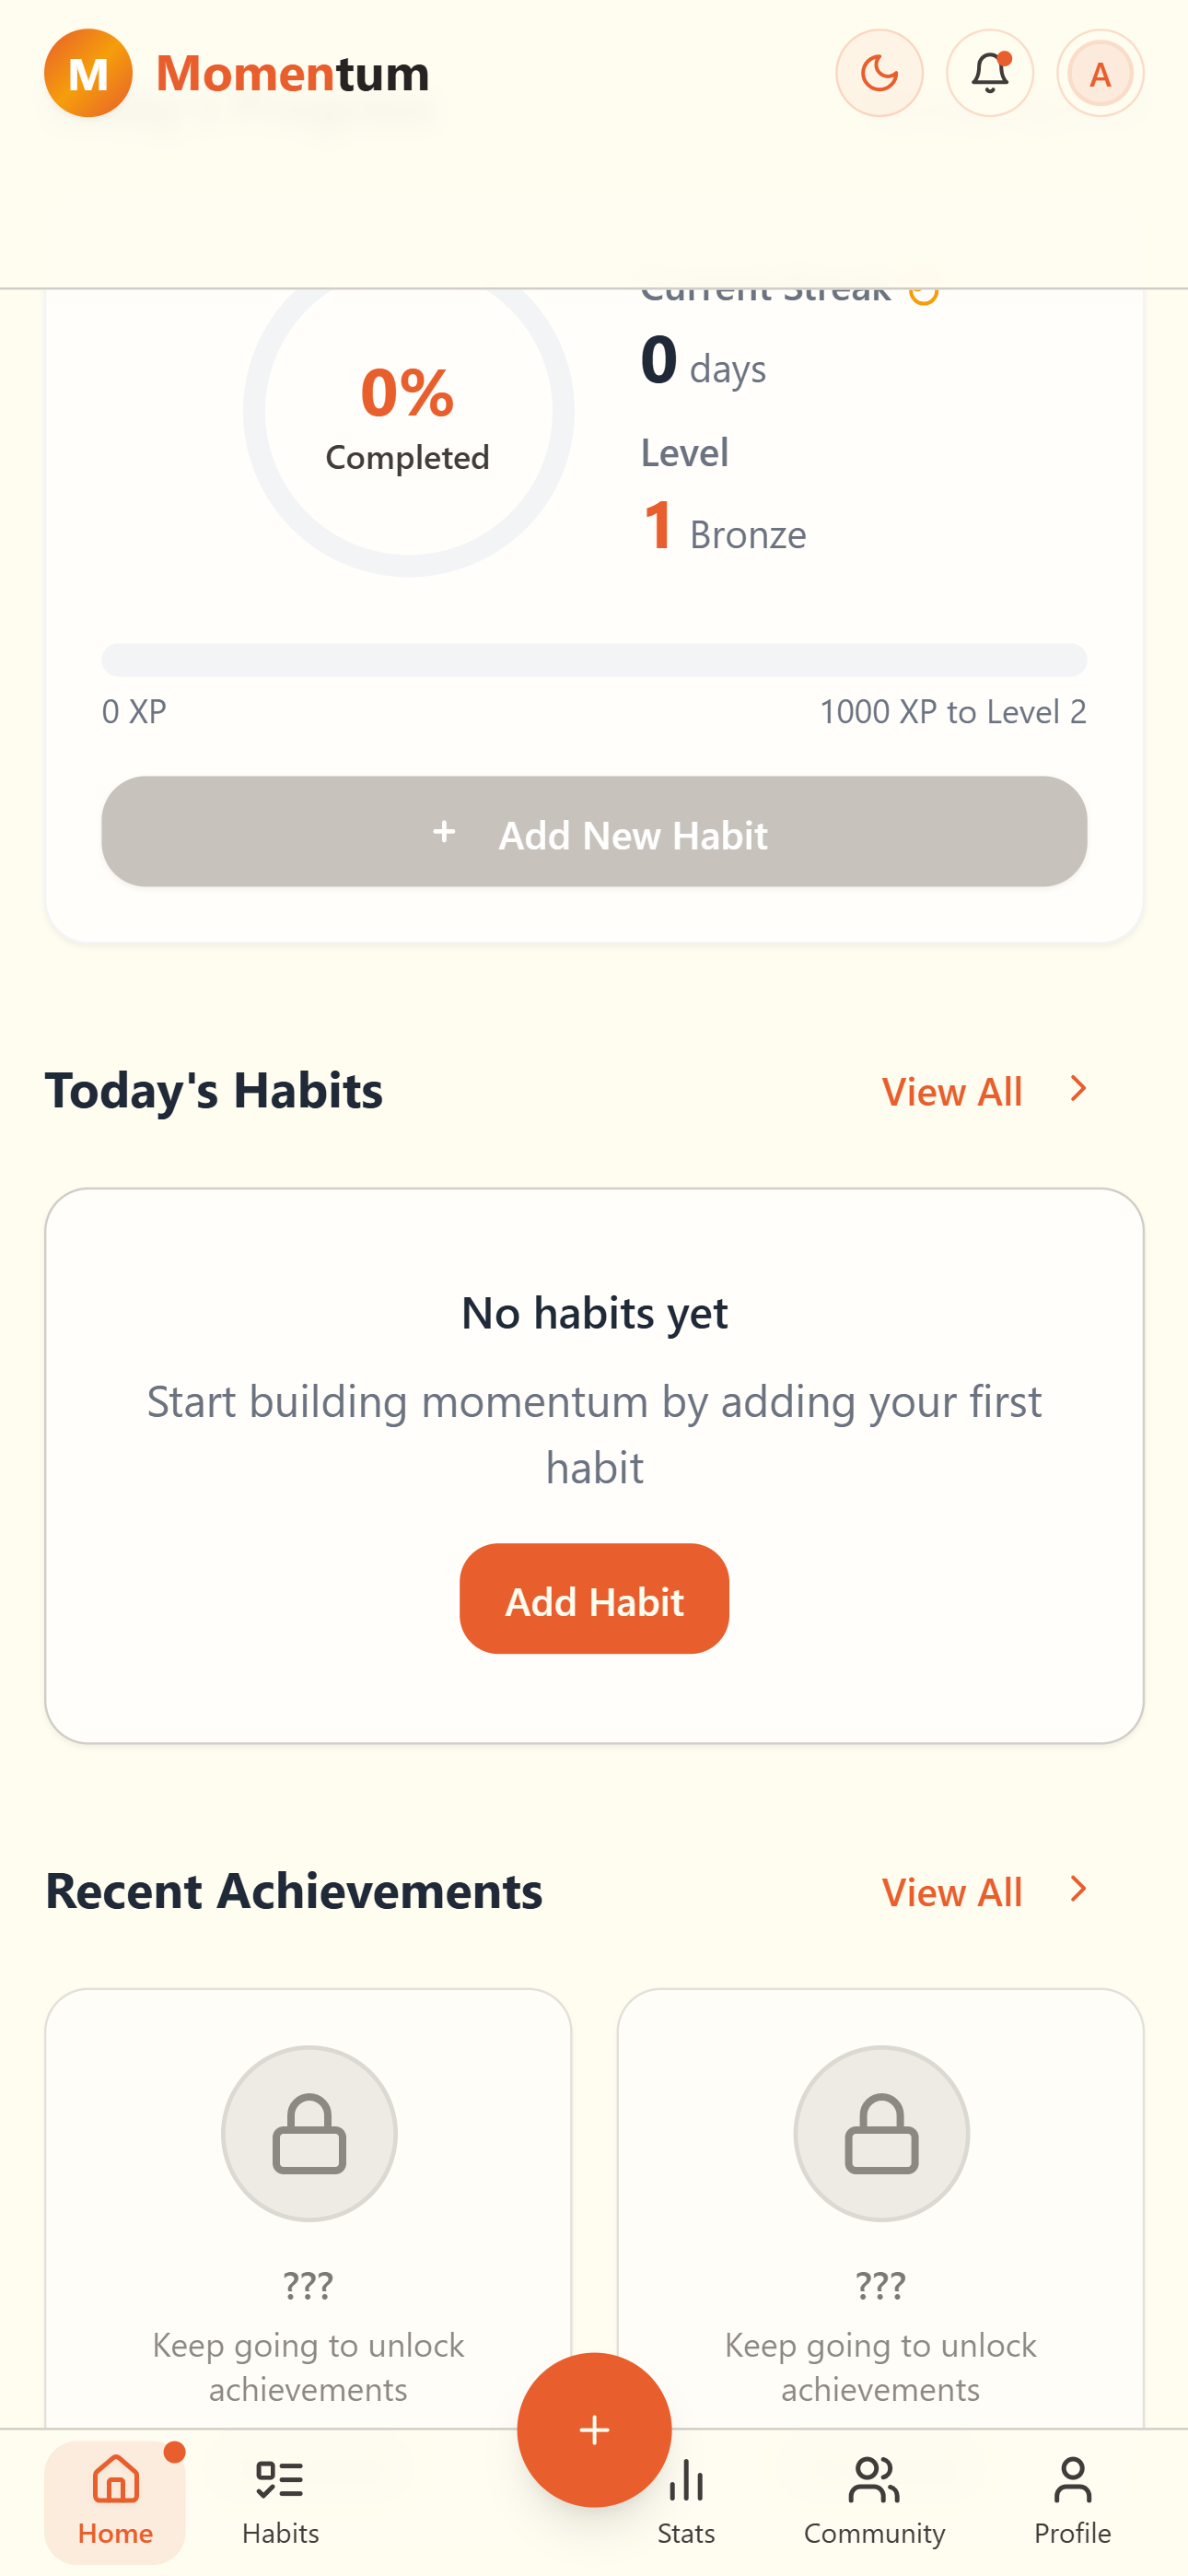 M Momentum
A
Current Streak
0 days
0%
Completed
Level
1 Bronze
0 XP
1000 XP to Level 2
+ Add New Habit
Today's Habits
View All
No habits yet
Start building momentum by adding your first
habit
Add Habit
Recent Achievements
View All
???
Keep going to unlock
achievements
???
Keep going to unlock
achievements
+
Home
Habits
Stats
Community
Profile